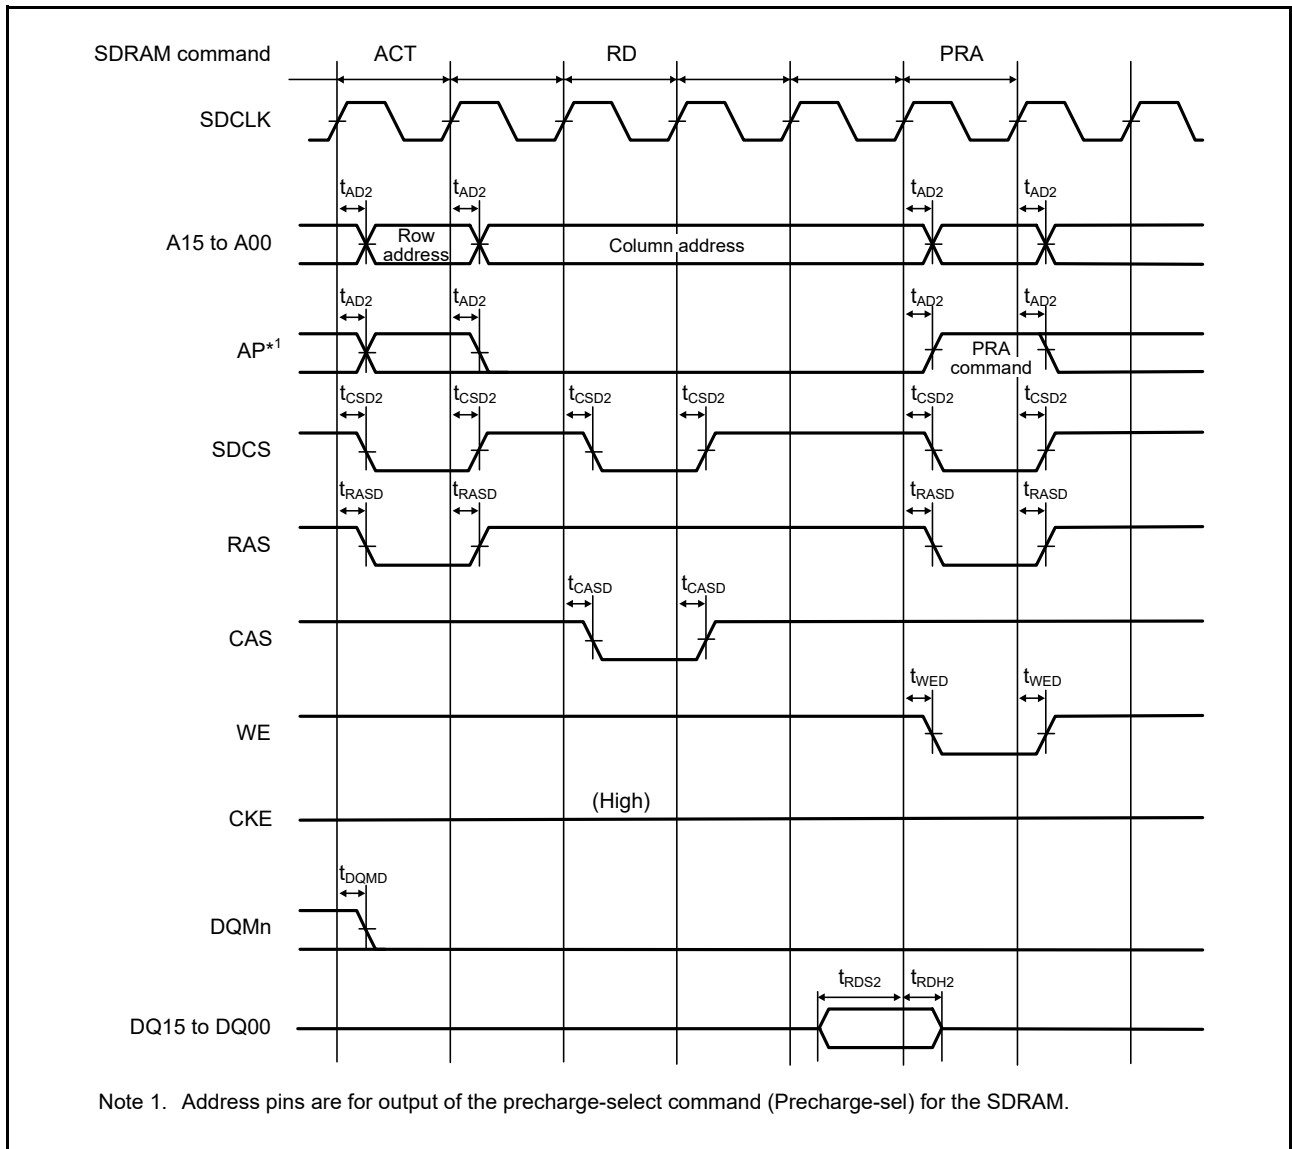 SDRAM command ACT RD PRA
SDCLK
tAD2 tAD2 tAD2 tAD2
A15 to A00 Row address Column address
tAD2 tAD2 tAD2 tAD2
AP*1 PRA command
tCSD2 tCSD2 tCSD2 tCSD2 tCSD2 tCSD2
SDCS
tRASD tRASD tRASD tRASD
RAS
tCASD tCASD
CAS
tWED tWED
WE
(High)
CKE
tDQMD
DQMn
tRDS2 tRDH2
DQ15 to DQ00
Note 1. Address pins are for output of the precharge-select command (Precharge-sel) for the SDRAM.